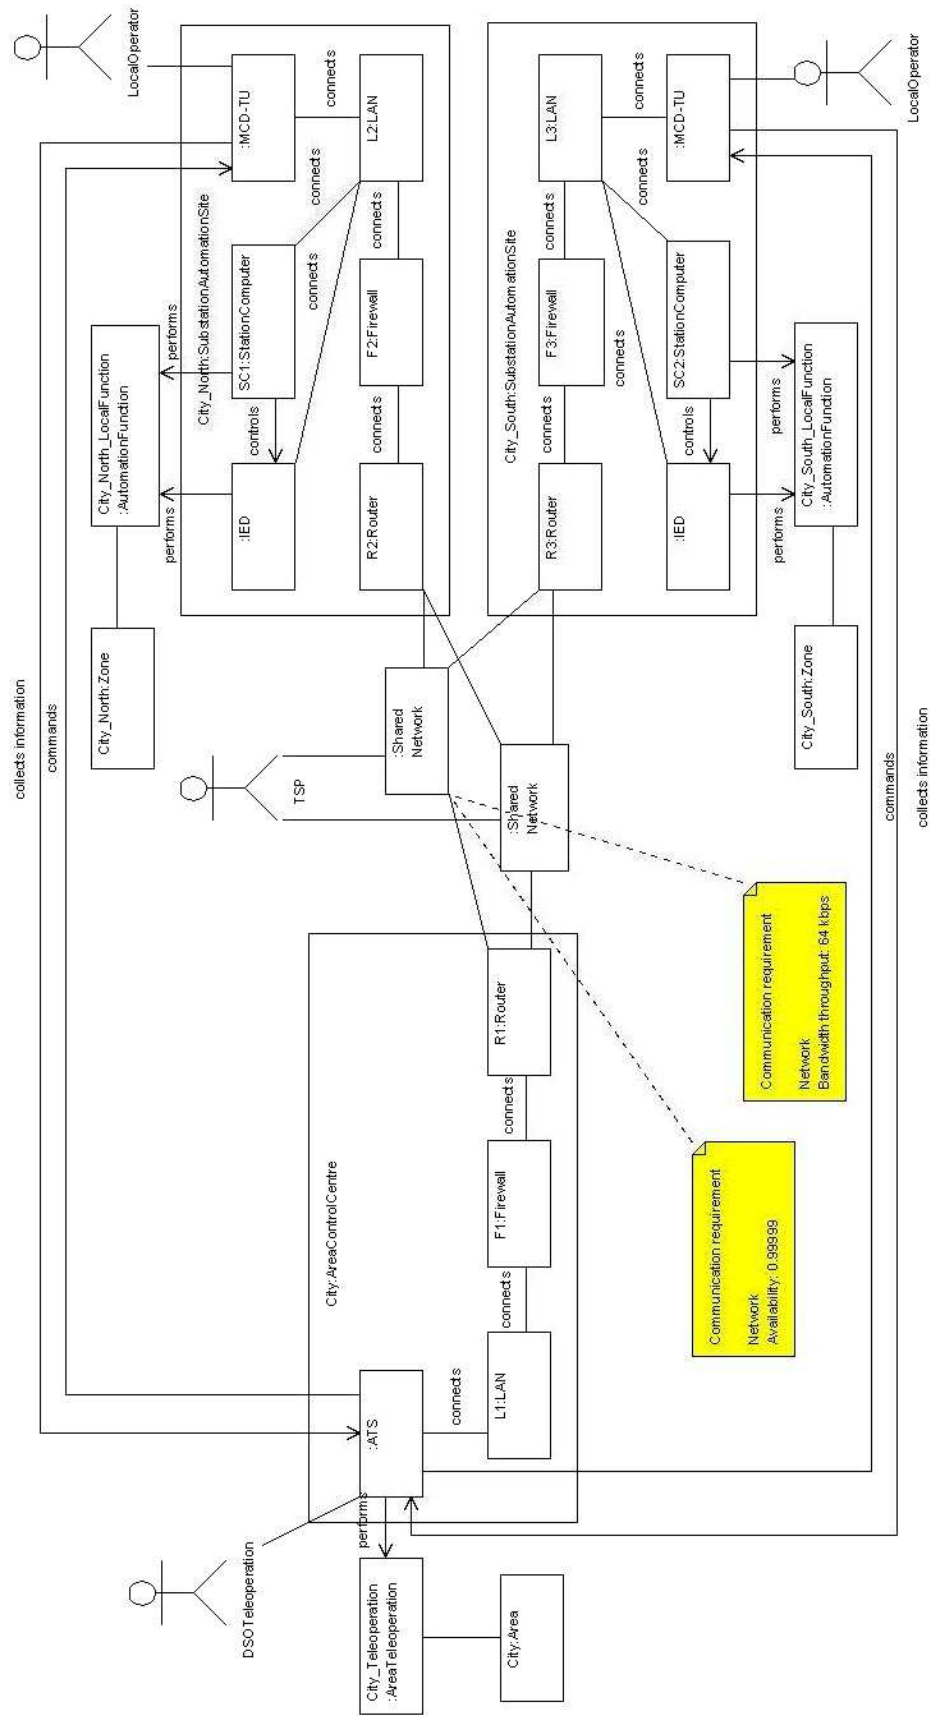 LocalOperator
collects information
commands
City_North:Zone
City_North_LocalFunction
:AutomationFunction
performs
performs
City_North:SubstationAutomationSite
:IED
controls
SC1:StationComputer
connects
connects
:MCD-TU
connects
R2:Router
connects
F2:Firewall
connects
L2:LAN
TSP
:Shared
Network
:Shared
Network
DSOTeleoperation
City:AreaControlCentre
performs
:ATS
City_Teleoperation
:AreaTeleoperation
City:Area
connects
L1:LAN
connects
F1:Firewall
connects
R1:Router
City_South:SubstationAutomationSite
R3:Router
connects
F3:Firewall
connects
L3:LAN
connects
connects
connects
:IED
controls
SC2:StationComputer
:MCD-TU
performs
performs
City_South:Zone
City_South_LocalFunction
:AutomationFunction
LocalOperator
Communication requirement
Network
Availability: 0.99999
Communication requirement
Network
Bandwidth throughput: 64 kbps
commands
collects information